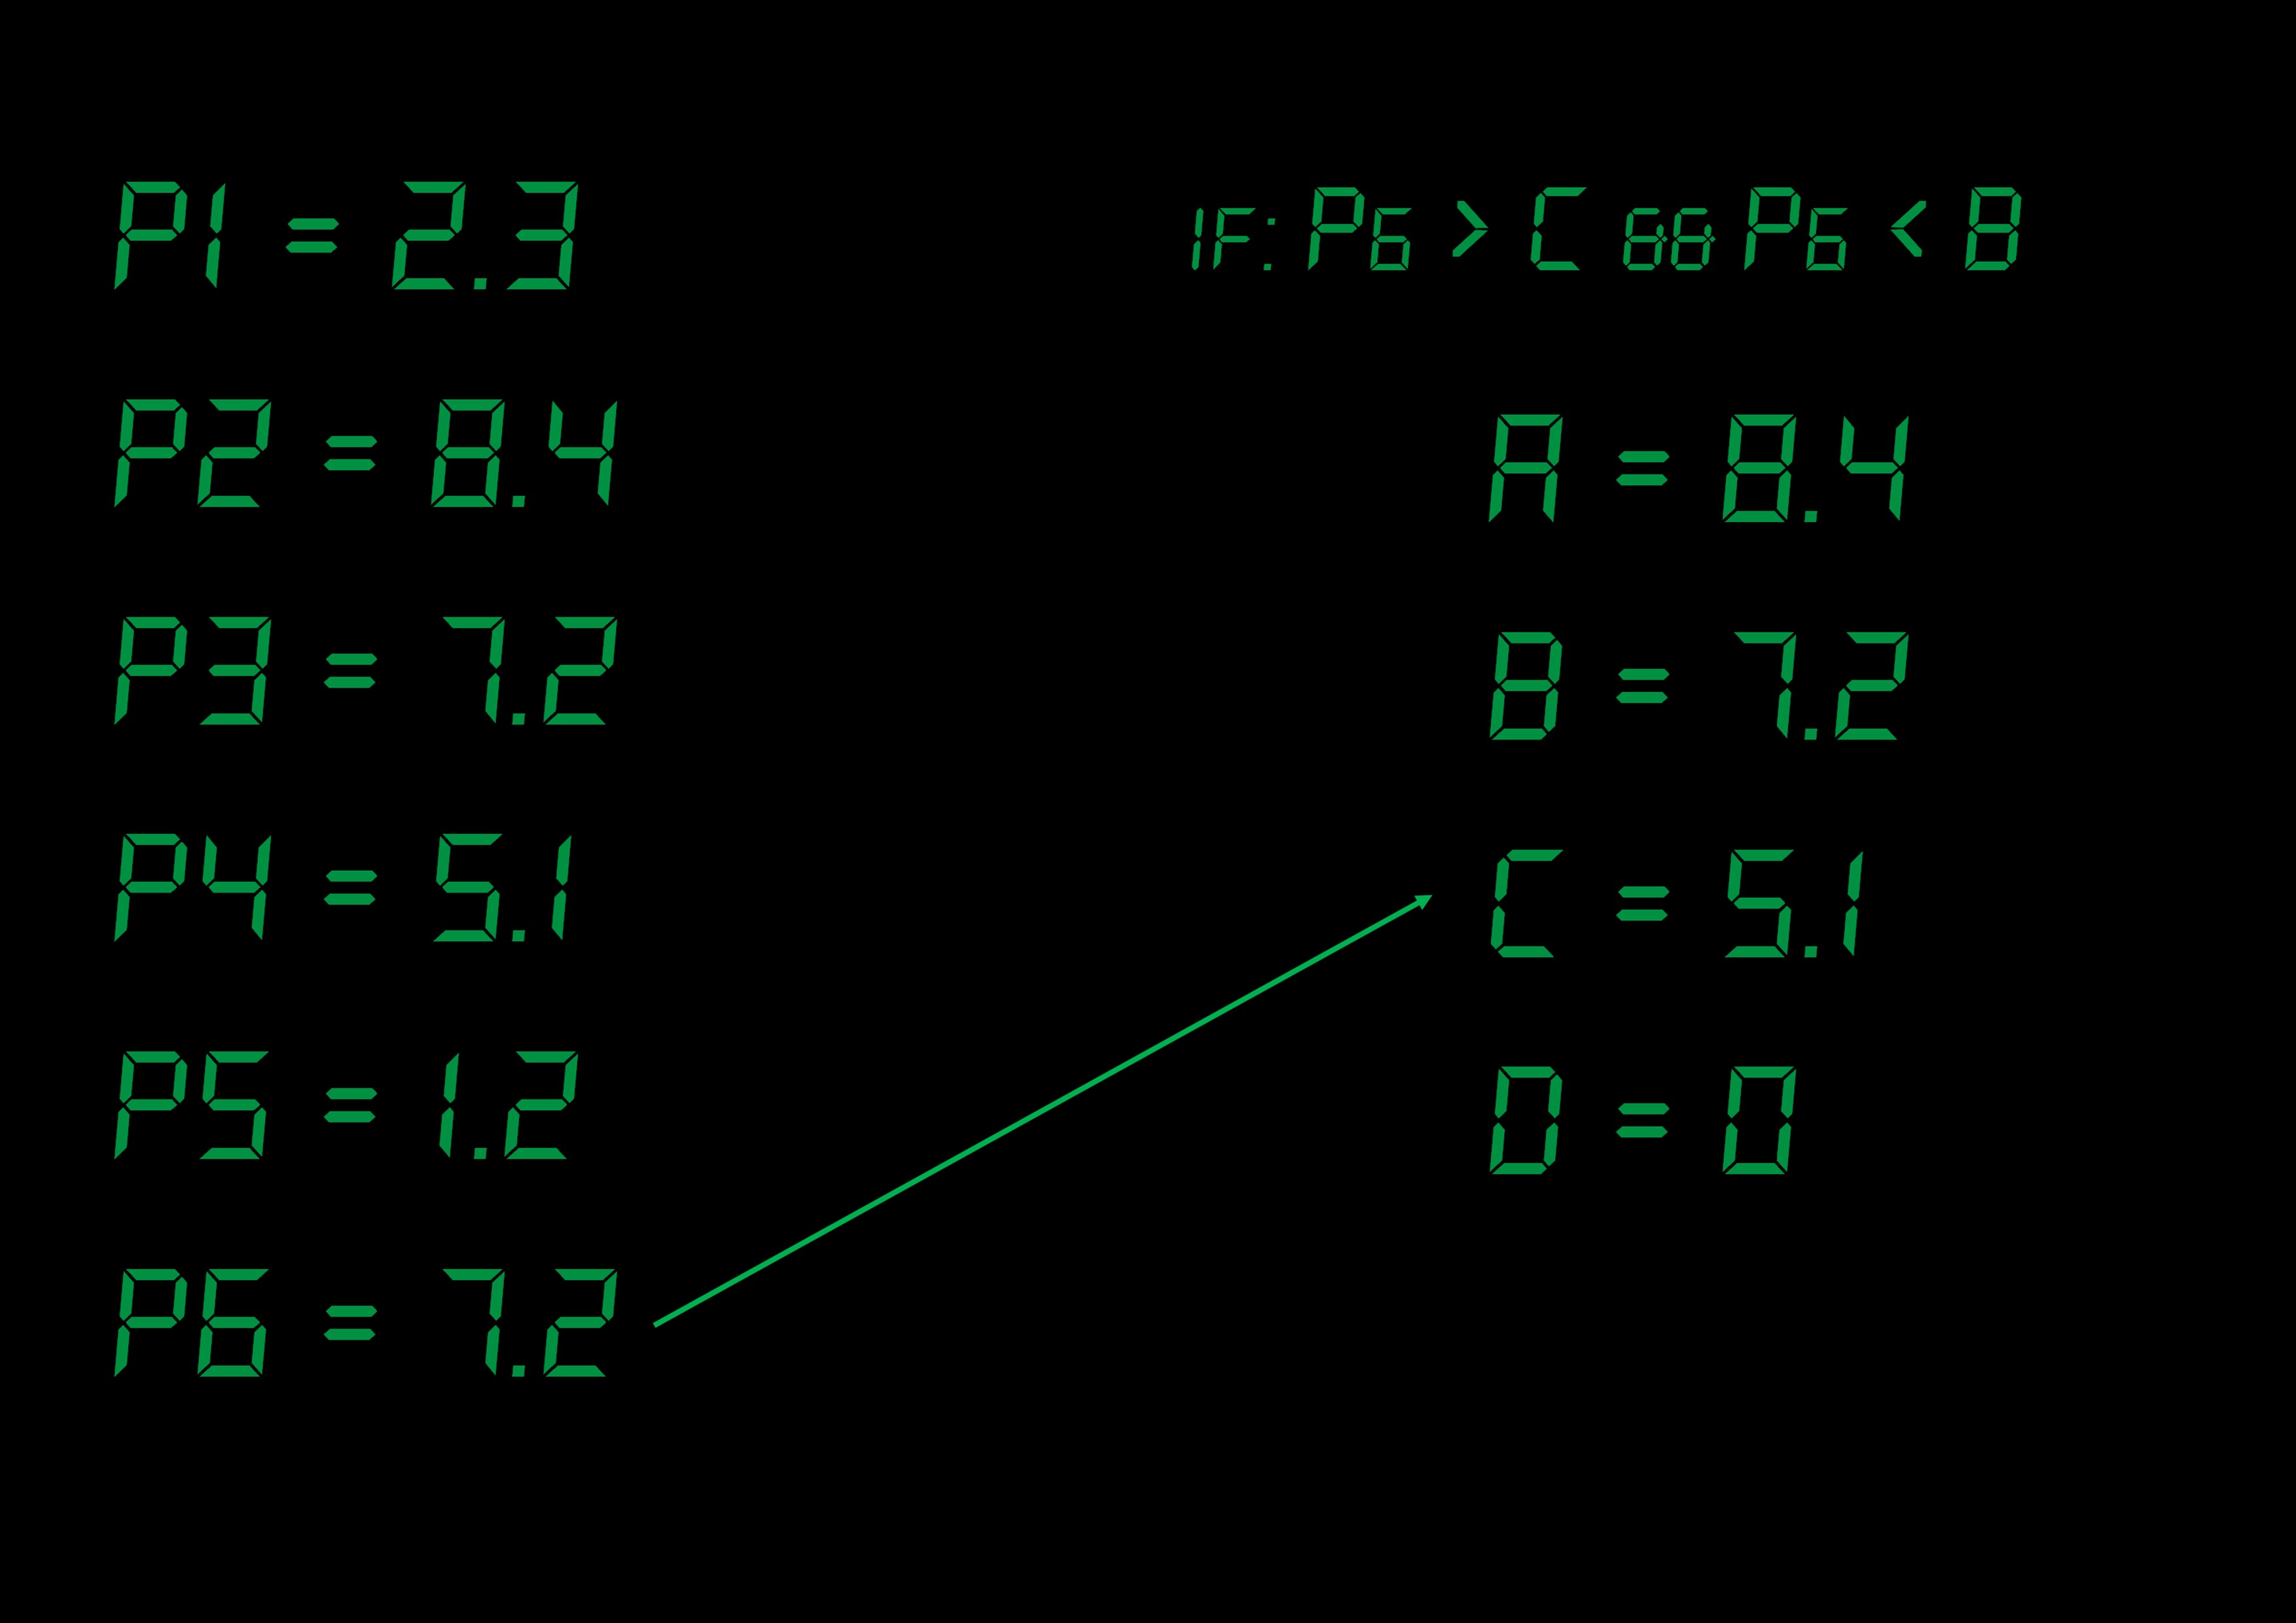 P1 = 2.3
P2 = 8.4
P3 = 7.2
P4 = 5.1
P5 = 1.2
P6 = 7.2
IF: P6 > C && P6 < B
A = 8.4
B = 7.2
C = 5.1
D = 0